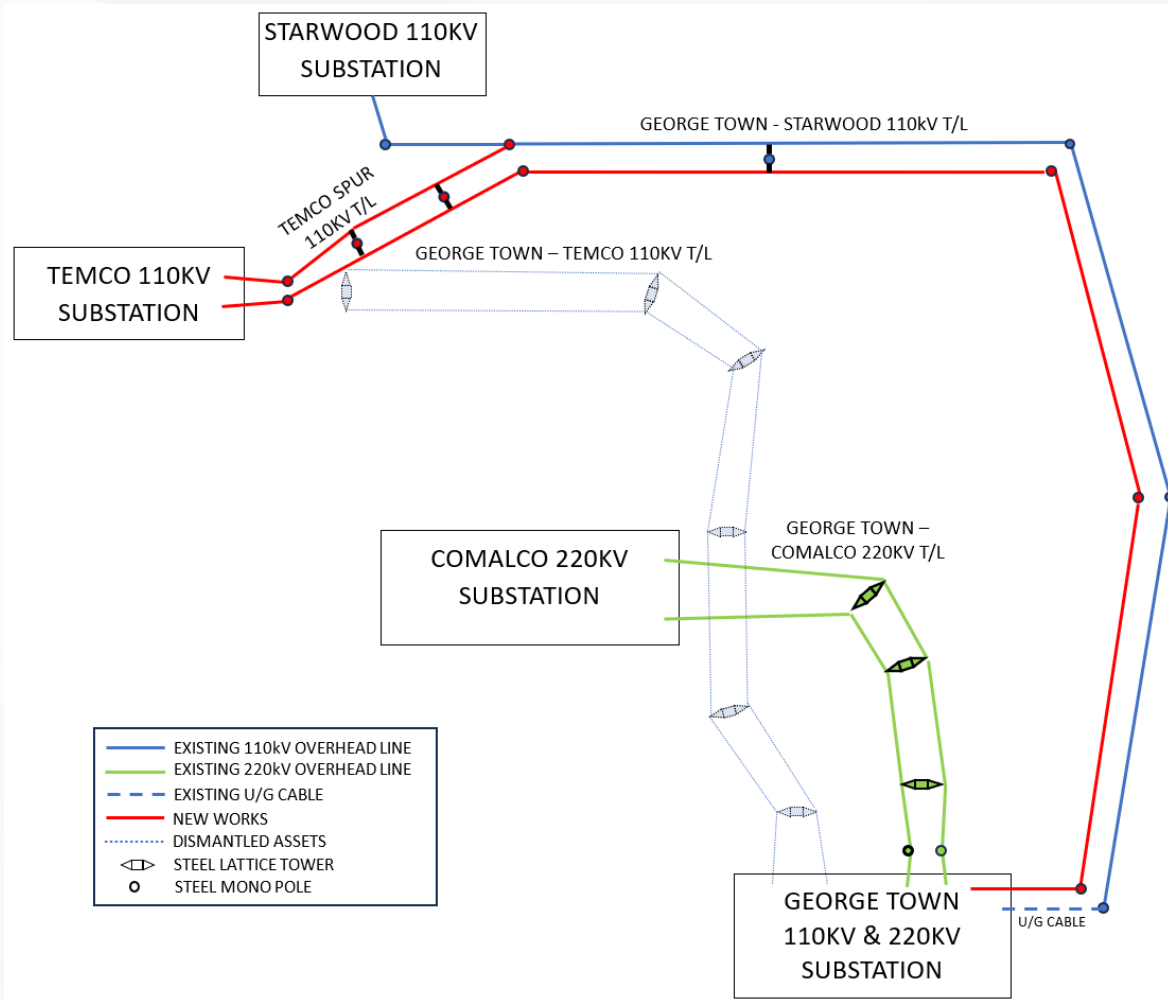 STARWOOD 110KV
SUBSTATION
GEORGE TOWN - STARWOOD 110kV T/L
TEMCO SPUR
110KV T/L
GEORGE TOWN – TEMCO 110KV T/L
TEMCO 110KV
SUBSTATION
COMALCO 220KV
SUBSTATION
GEORGE TOWN –
COMALCO 220KV T/L
EXISTING 110kV OVERHEAD LINE
EXISTING 220kV OVERHEAD LINE
EXISTING U/G CABLE
NEW WORKS
DISMANTLED ASSETS
STEEL LATTICE TOWER
STEEL MONO POLE
GEORGE TOWN
110KV & 220KV
SUBSTATION
U/G CABLE